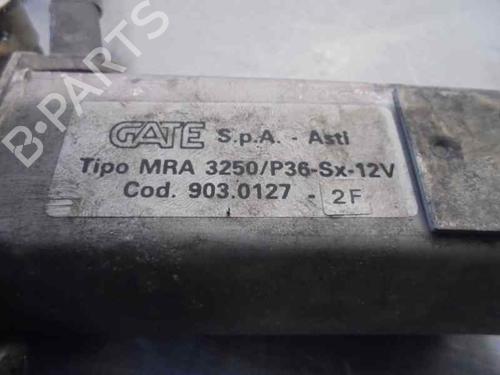 GATE S.p.A. - Asti
Tipo MRA 3250/P36-Sx-12V
Cod. 903.0127 - 2F
B-PARTS